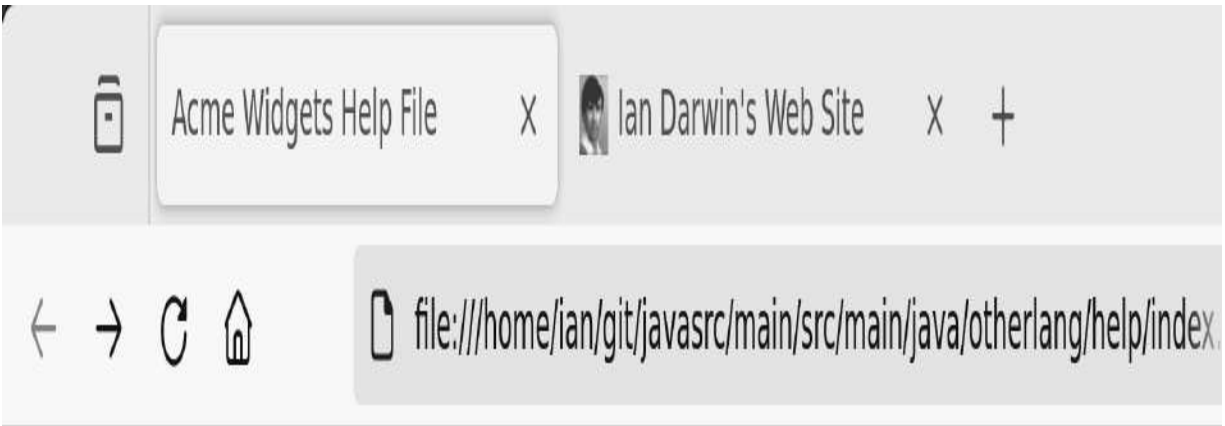 Acme Widgets Help File
Ian Darwin's Web Site
file:///home/ian/git/javasrc/main/src/main/java/otherlang/help/index.